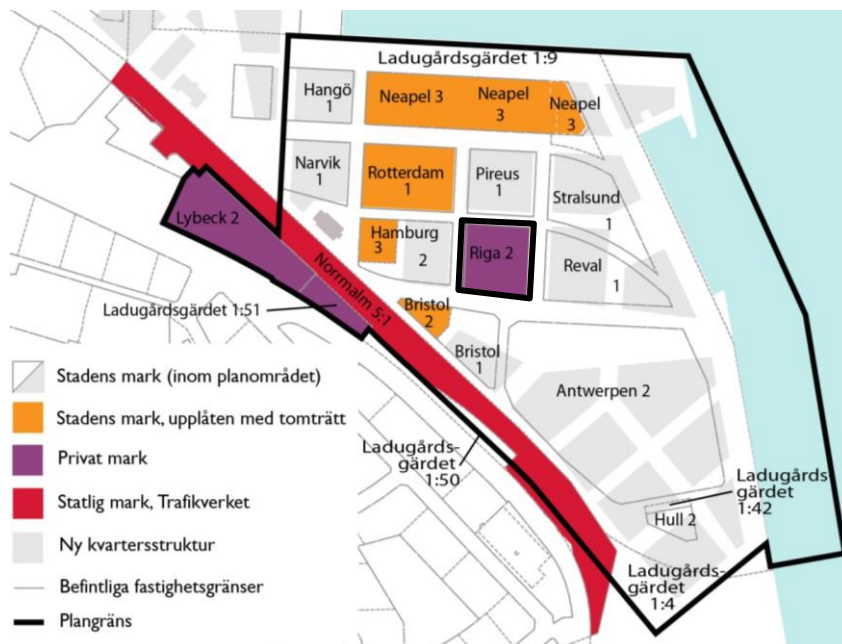 Ladugårdsgärdet 1:9
Hangö
1
Neapel 3
Neapel
3
Neapel
3
Narvik
1
Rotterdam
1
Pireus
1
Stralsund
1
Lybeck 2
Hamburg
3
2
Riga 2
Reval
1
Norrmalm 5:1
Ladugårdsgärdet 1:51
Bristol
2
Bristol
1
Antwerpen 2
Ladugårds-
gärdet
1:50
Ladugårds
gärdet
1:42
Hull 2
Ladugårds-
gärdet
1:4
Stadens mark (inom planområdet)
Stadens mark, upplåten med tomträtt
Privat mark
Statlig mark, Trafikverket
Ny kvartersstruktur
Befintliga fastighetsgränser
Plangräns